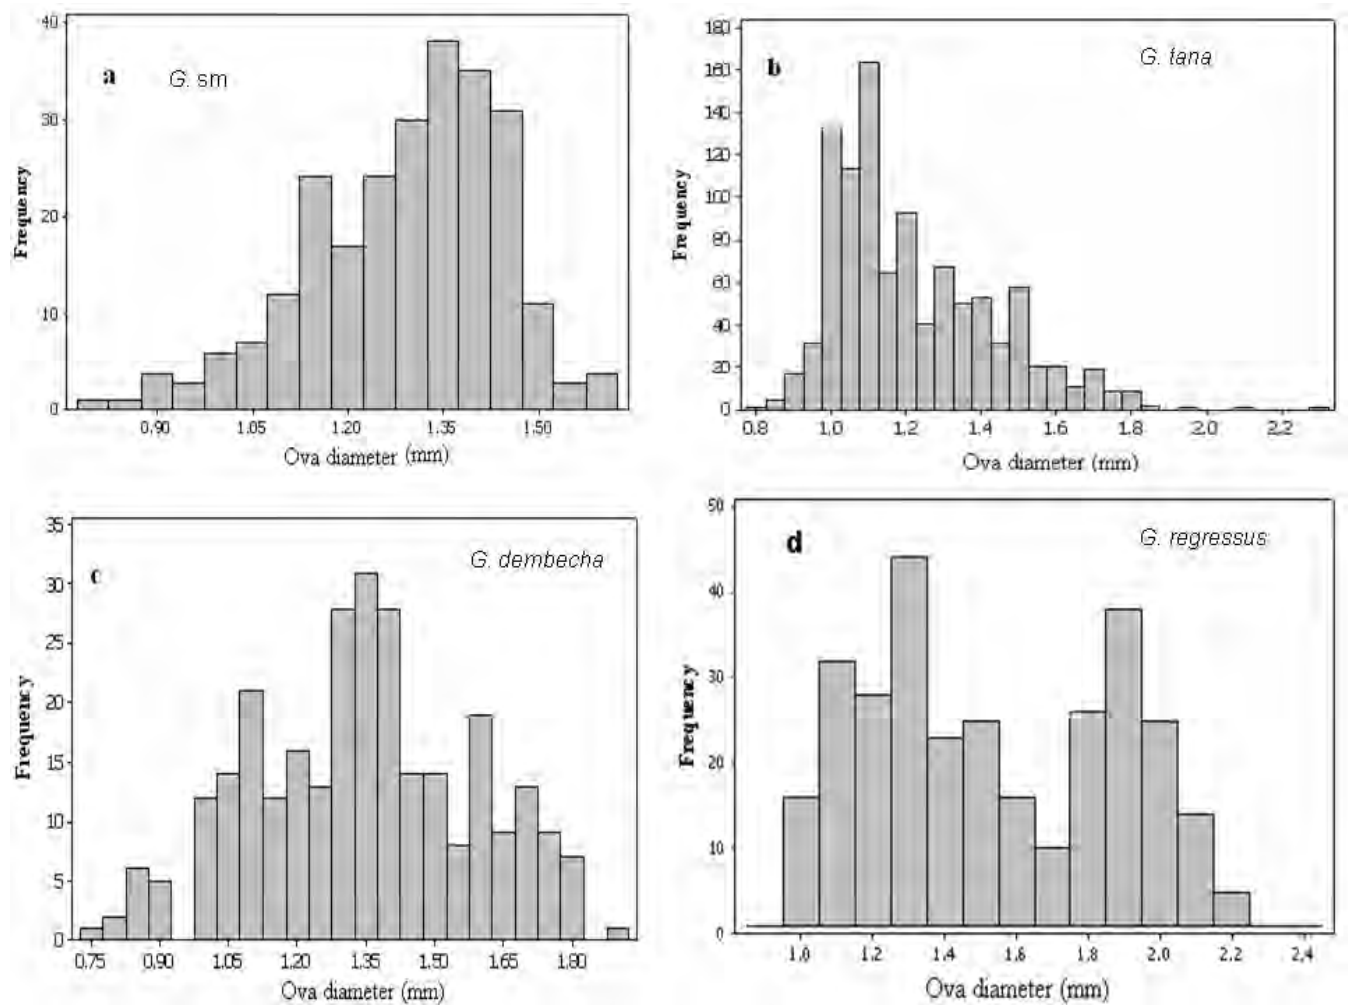 a
G. sm
Frequency
40
30
20
10
0
0.90 1.05 1.20 1.35 1.50
Ova diameter (mm)
b
G. tana
Frequency
180
160
140
120
100
80
60
40
20
0
0.8 1.0 1.2 1.4 1.6 1.8 2.0 2.2
Ova diameter (mm)
c
G. dembecha
Frequency
35
30
25
20
15
10
5
0
0.75 0.90 1.05 1.20 1.35 1.50 1.65 1.80
Ova diameter (mm)
d
G. regressus
Frequency
50
40
30
20
10
0
1.0 1.2 1.4 1.6 1.8 2.0 2.2 2.4
Ova diameter (mm)